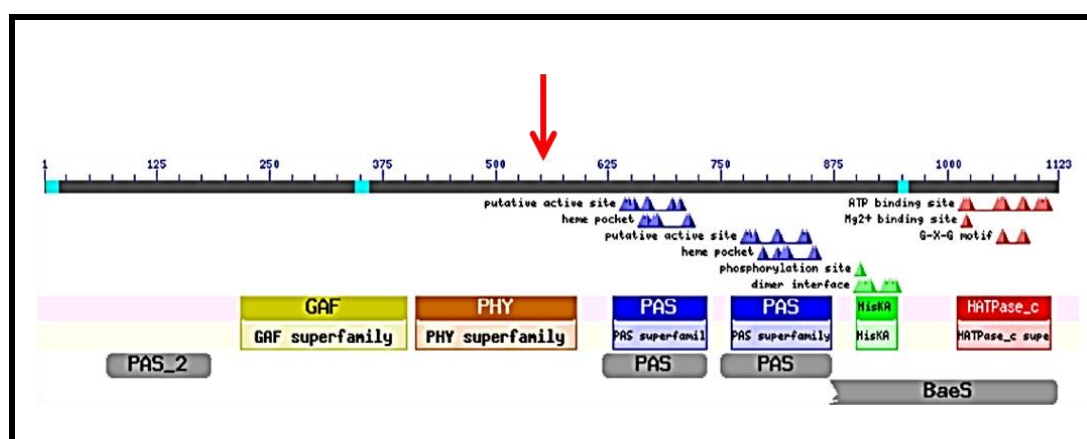 1 125 250 375 500 625 750 875 1000 1123
putative active site ATP binding site
heme pocket Mg2+ binding site
putative active site G-X-G motif
heme pocket
phosphorylation site
dimer interface
GAF PHY PAS PAS HisKA HATPase_c
GAF superfamily PHY superfamily PAS superfamil PAS superfamily HisKA HATPase_c supe
PAS_2 PAS PAS
BaeS